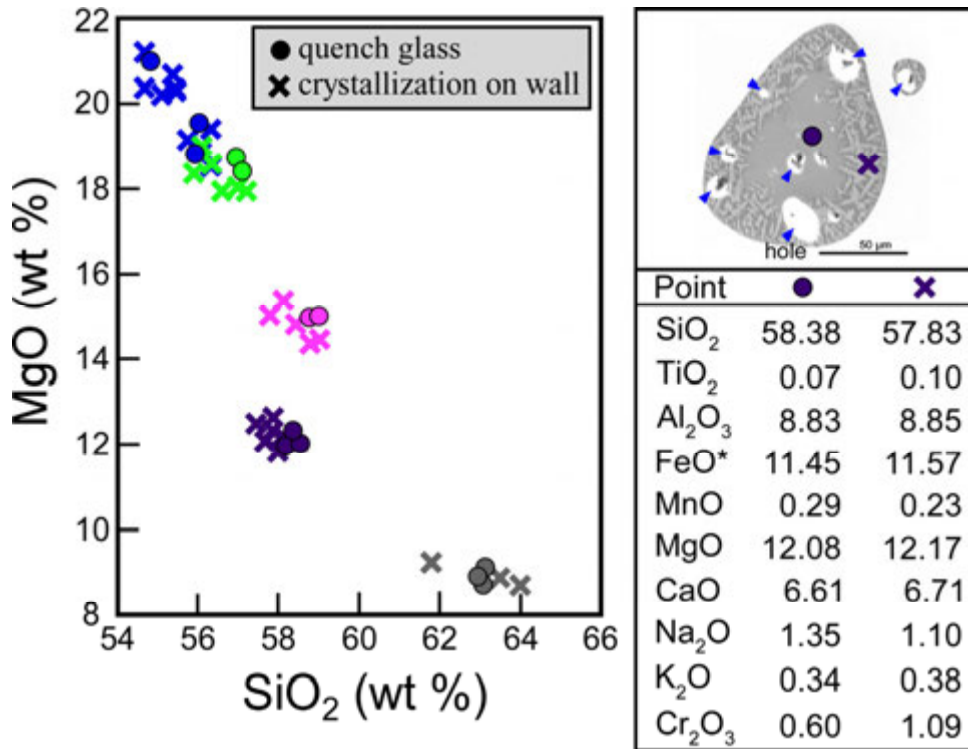 22
20
18
16
14
12
10
8
54 56 58 60 62 64 66
MgO (wt %)
SiO₂ (wt %)
quench glass
crystallization on wall
hole
50 µm
Point
SiO₂ 58.38 57.83
TiO₂ 0.07 0.10
Al₂O₃ 8.83 8.85
FeO* 11.45 11.57
MnO 0.29 0.23
MgO 12.08 12.17
CaO 6.61 6.71
Na₂O 1.35 1.10
K₂O 0.34 0.38
Cr₂O₃ 0.60 1.09